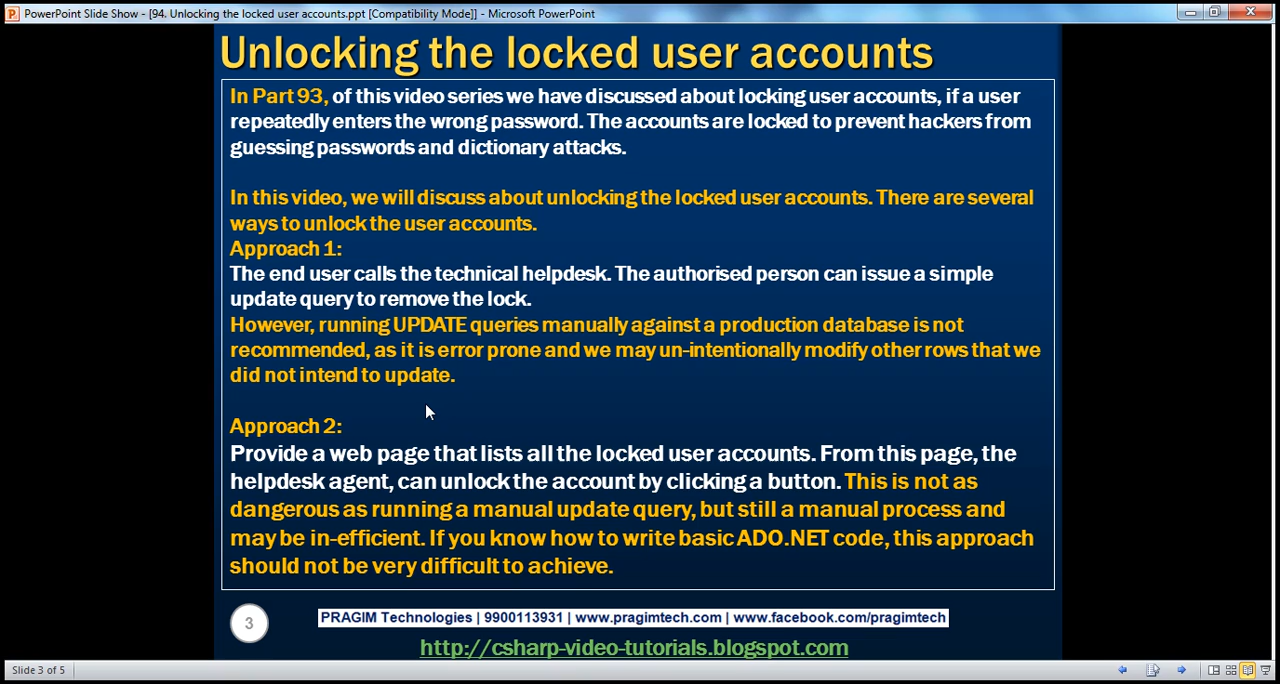 PowerPoint Slide Show - [94. Unlocking the locked user accounts.ppt [Compatibility Mode]] - Microsoft PowerPoint
Unlocking the locked user accounts
In Part 93, of this video series we have discussed about locking user accounts, if a user
repeatedly enters the wrong password. The accounts are locked to prevent hackers from
guessing passwords and dictionary attacks.
In this video, we will discuss about unlocking the locked user accounts. There are several
ways to unlock the user accounts.
Approach 1:
The end user calls the technical helpdesk. The authorised person can issue a simple
update query to remove the lock.
However, running UPDATE queries manually against a production database is not
recommended, as it is error prone and we may un-intentionally modify other rows that we
did not intend to update.
Approach 2:
Provide a web page that lists all the locked user accounts. From this page, the
helpdesk agent, can unlock the account by clicking a button. This is not as
dangerous as running a manual update query, but still a manual process and
may be in-efficient. If you know how to write basic ADO.NET code, this approach
should not be very difficult to achieve.
3
PRAGIM Technologies | 9900113931 | www.pragimtech.com | www.facebook.com/pragimtech
http://csharp-video-tutorials.blogspot.com
Slide 3 of 5